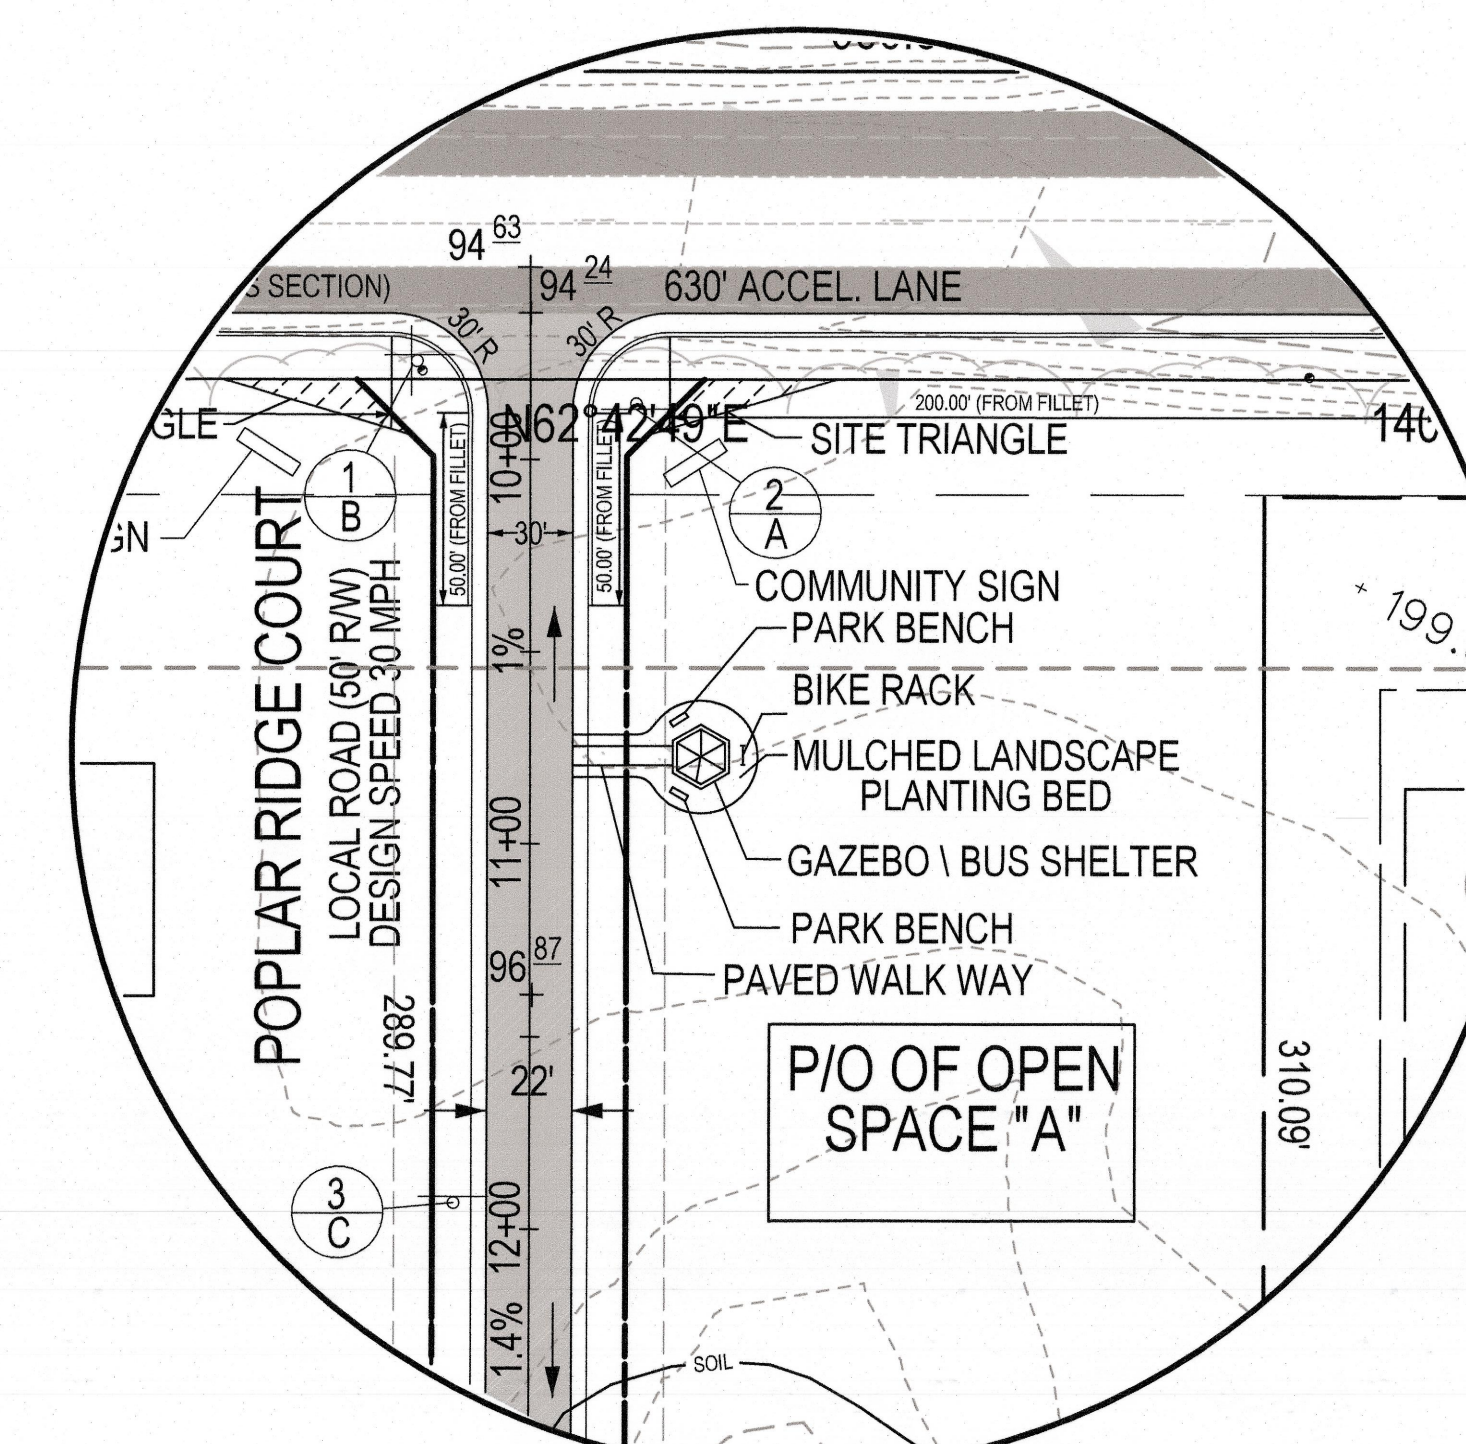 94 63
94 24
S SECTION)
630' ACCEL. LANE
30' R
30' R
200.00' (FROM FILLET)
N62°42'49"E
GLE
SITE TRIANGLE
10+00
50.00' (FROM FILLET)
50.00' (FROM FILLET)
1
B
2
A
GN
30'
COMMUNITY SIGN
PARK BENCH
BIKE RACK
MULCHED LANDSCAPE
PLANTING BED
GAZEBO \ BUS SHELTER
PARK BENCH
PAVED WALK WAY
199.
1%
POPLAR RIDGE COURT
LOCAL ROAD (50' R/W)
DESIGN SPEED 30 MPH
11+00
96 87
289.77'
22'
P/O OF OPEN
SPACE "A"
310.09'
3
C
12+00
1.4%
SOIL